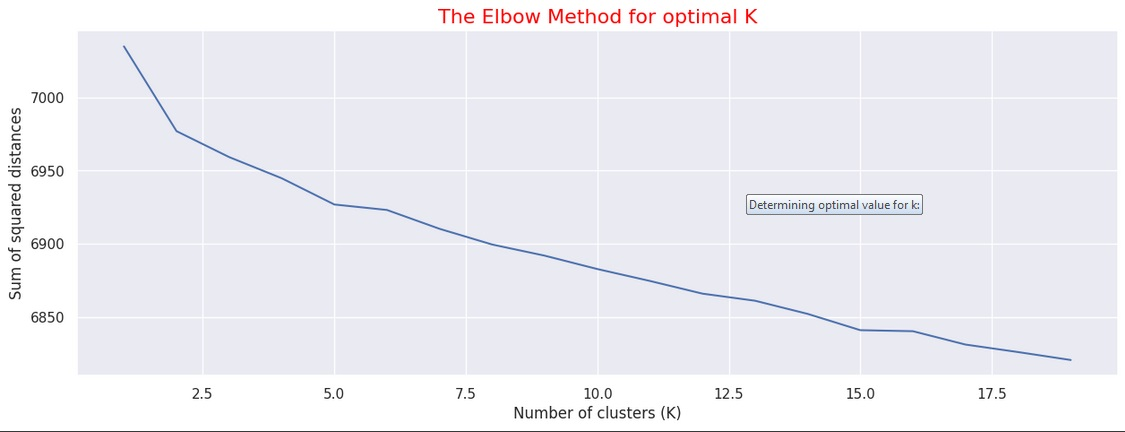 The Elbow Method for optimal K
Sum of squared distances
7000
6950
6900
6850
Determining optimal value for k:
2.5 5.0 7.5 10.0 12.5 15.0 17.5
Number of clusters (K)